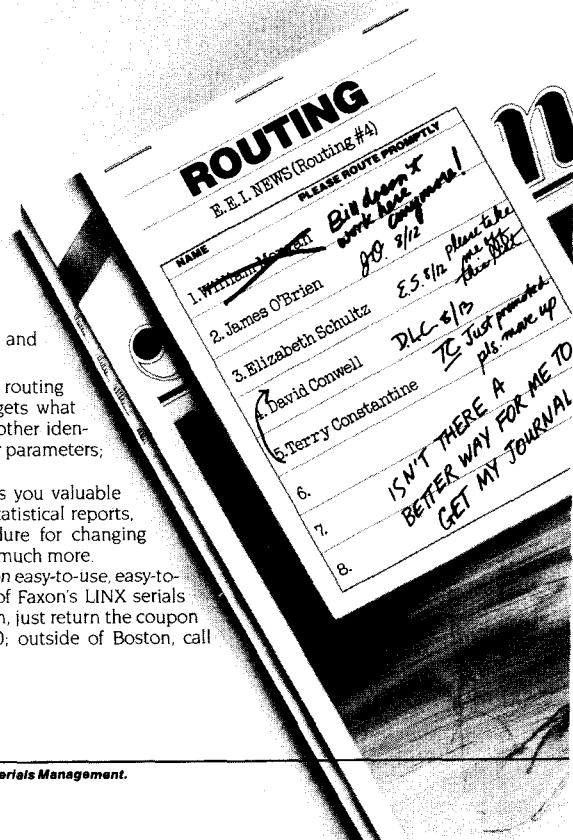 ROUTING
E.E.I. NEWS (Routing #4)
PLEASE ROUTE PROMPTLY
NAME
1. William
Bill doesn't
work here
anymore!
2. James O'Brien
J.O. 8/12
3. Elizabeth Schultz
E.S. 8/12 please take
me off
this list
4. David Conwell
DLC - 8/13
5. Terry Constantine
TC Just promoted
pls. move up
6.
7.
8.
ISN'T THERE A
BETTER WAY FOR ME TO
GET MY JOURNAL
and
routing
gets what
other iden-
r parameters;
s you valuable
tatistical reports,
dure for changing
much more.
n easy-to-use, easy-to-
of Faxon's LINX serials
n, just return the coupon
0; outside of Boston, call
erials Management.